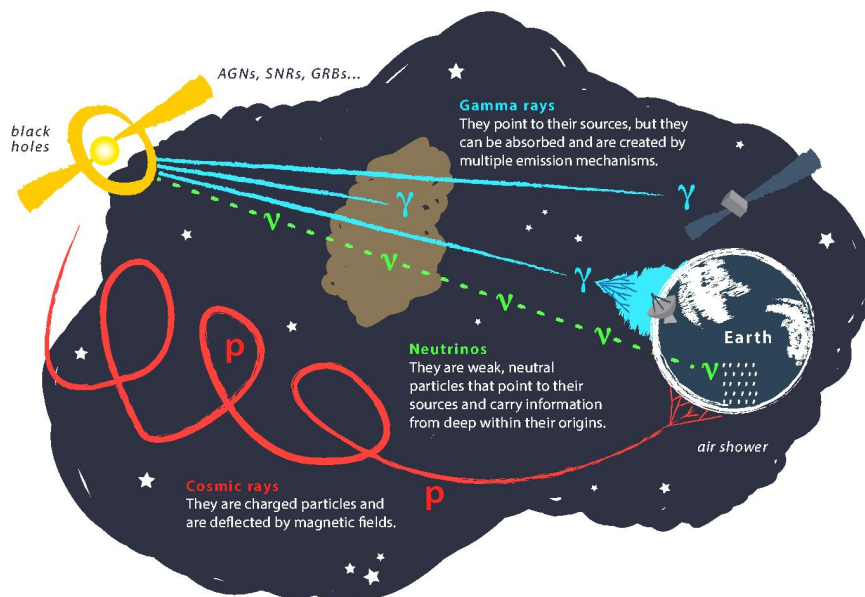 AGNs, SNRs, GRBs...
black
holes
Gamma rays
They point to their sources, but they
can be absorbed and are created by
multiple emission mechanisms.
γ
γ
ν
γ
ν
ν
ν
Earth
p
Neutrinos
They are weak, neutral
particles that point to their
sources and carry information
from deep within their origins.
ν
air shower
Cosmic rays
They are charged particles and
are deflected by magnetic fields.
p